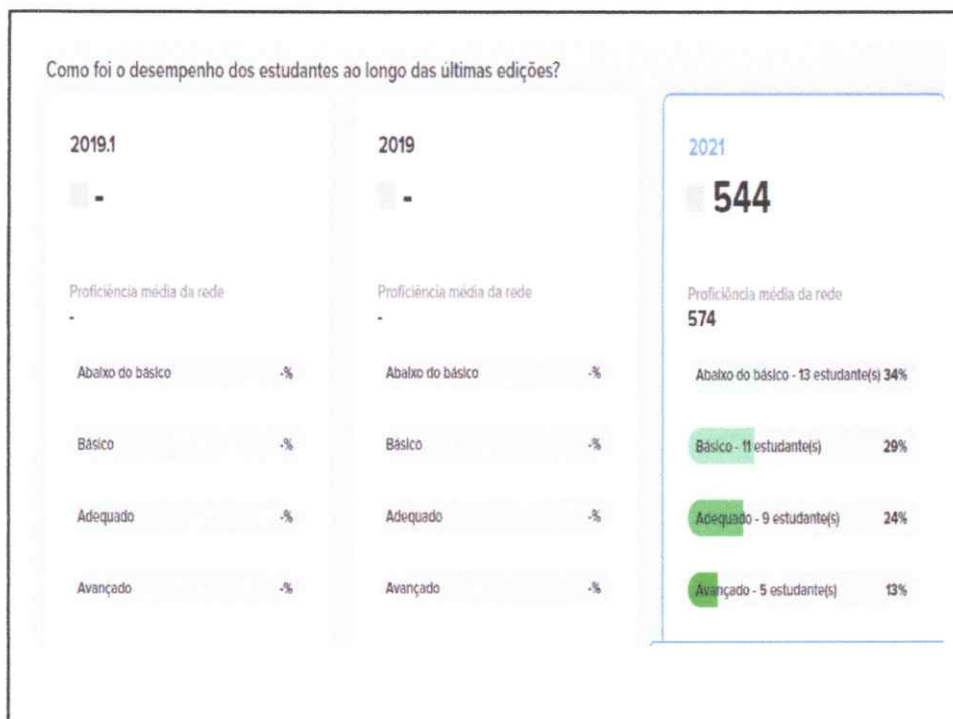 Como foi o desempenho dos estudantes ao longo das últimas edições?
2019.1
-
Proficiência média da rede
-
Abaixo do básico -%
Básico -%
Adequado -%
Avançado -%
2019
-
Proficiência média da rede
-
Abaixo do básico -%
Básico -%
Adequado -%
Avançado -%
2021
544
Proficiência média da rede
574
Abaixo do básico - 13 estudante(s) 34%
Básico - 11 estudante(s) 29%
Adequado - 9 estudante(s) 24%
Avançado - 5 estudante(s) 13%